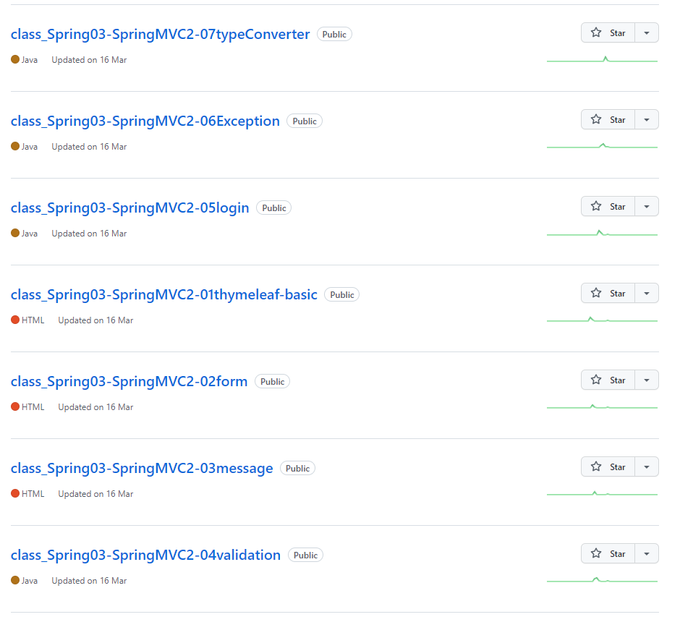 class_Spring03-SpringMVC2-07typeConverter Public Star
Java Updated on 16 Mar
class_Spring03-SpringMVC2-06Exception Public Star
Java Updated on 16 Mar
class_Spring03-SpringMVC2-05login Public Star
Java Updated on 16 Mar
class_Spring03-SpringMVC2-01thymeleaf-basic Public Star
HTML Updated on 16 Mar
class_Spring03-SpringMVC2-02form Public Star
HTML Updated on 16 Mar
class_Spring03-SpringMVC2-03message Public Star
HTML Updated on 16 Mar
class_Spring03-SpringMVC2-04validation Public Star
Java Updated on 16 Mar